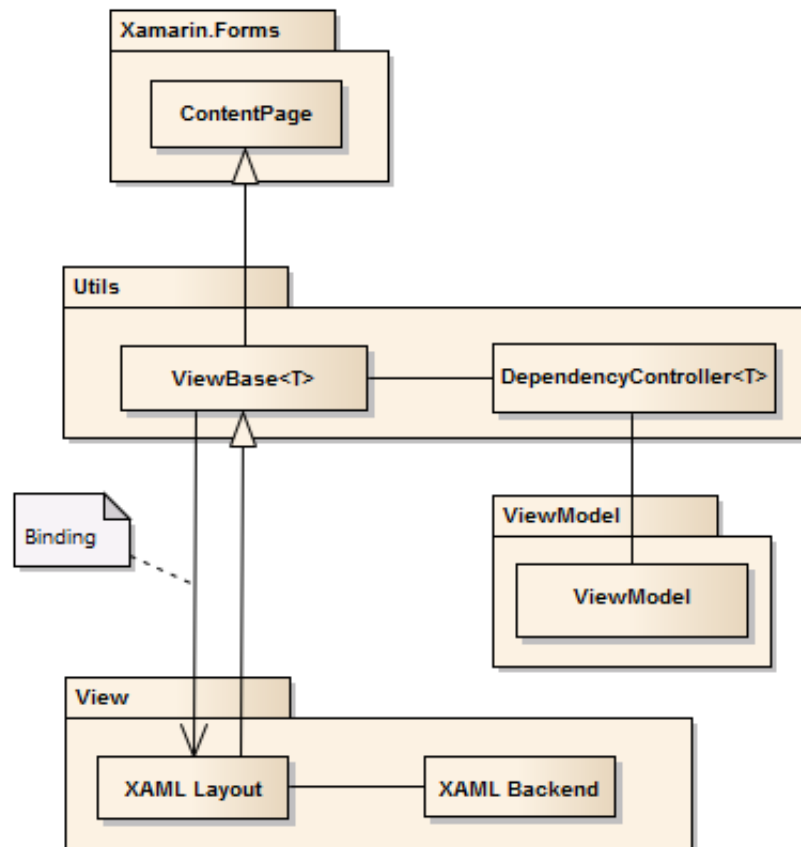 Xamarin.Forms
ContentPage
Utils
ViewBase<T>
DependencyController<T>
Binding
ViewModel
ViewModel
View
XAML Layout
XAML Backend